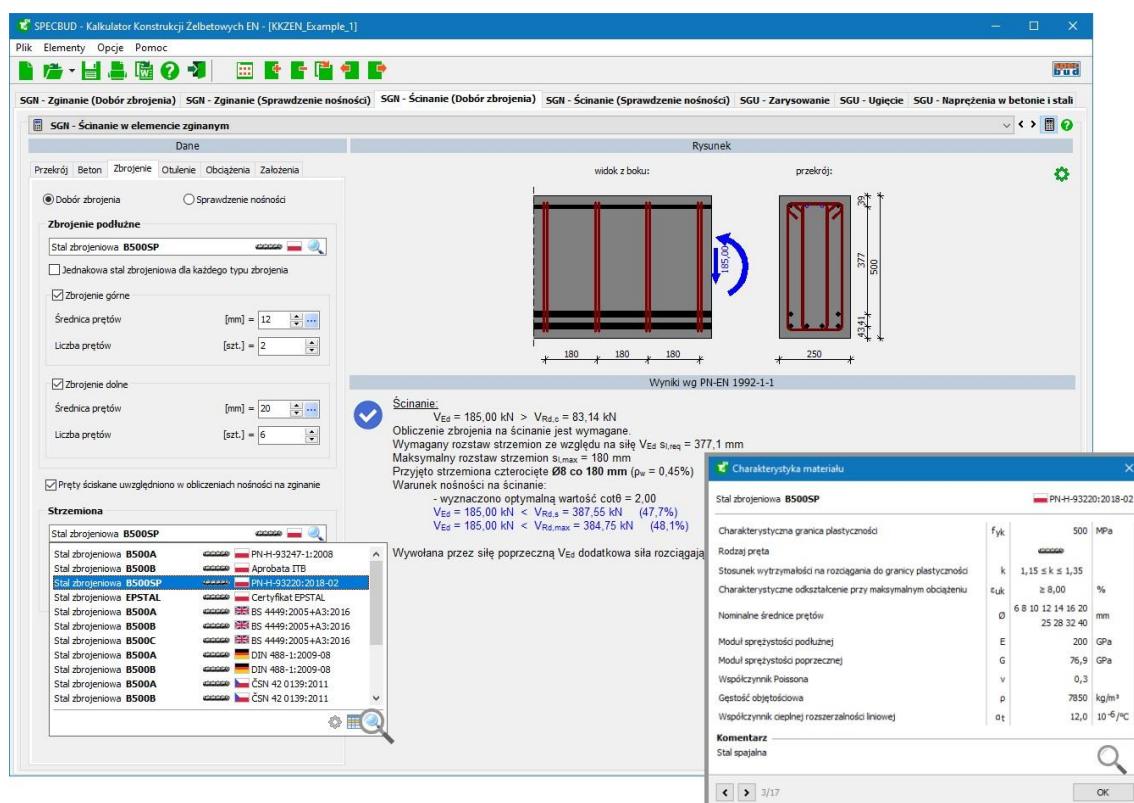 SPECBUD - Kalkulator Konstrukcji Żelbetowych EN - [KKZEN_Example_1]
Plik Elementy Opcje Pomoc
spec bud
SGN - Zginanie (Dobór zbrojenia) SGN - Zginanie (Sprawdzenie nośności) SGN - Ścinanie (Dobór zbrojenia) SGN - Ścinanie (Sprawdzenie nośności) SGU - Zarysowanie SGU - Ugięcie SGU - Naprężenia w betonie i stali
SGN - Ścinanie w elemencie zginanym
Dane
Przekrój Beton Zbrojenie Otulenie Obciążenia Założenia
Dobór zbrojenia Sprawdzenie nośności
Zbrojenie podłużne
Stal zbrojeniowa B500SP
Jednakowa stal zbrojeniowa dla każdego typu zbrojenia
Zbrojenie górne
Średnica prętów [mm] = 12 ...
Liczba prętów [szt.] = 2
Zbrojenie dolne
Średnica prętów [mm] = 20 ...
Liczba prętów [szt.] = 6
Pręty ściskane uwzględniono w obliczeniach nośności na zginanie
Strzemiona
Stal zbrojeniowa B500SP
Stal zbrojeniowa B500A PN-H-93247-1:2008
Stal zbrojeniowa B500B Aprobata ITB
Stal zbrojeniowa B500SP PN-H-93220:2018-02
Stal zbrojeniowa EPSTAL Certyfikat EPSTAL
Stal zbrojeniowa B500A BS 4449:2005+A3:2016
Stal zbrojeniowa B500B BS 4449:2005+A3:2016
Stal zbrojeniowa B500C BS 4449:2005+A3:2016
Stal zbrojeniowa B500A DIN 488-1:2009-08
Stal zbrojeniowa B500B DIN 488-1:2009-08
Stal zbrojeniowa B500A ČSN 42 0139:2011
Stal zbrojeniowa B500B ČSN 42 0139:2011
Rysunek
widok z boku: przekrój:
185,00
180 180 180
39
377
500
43,41
250
Wyniki wg PN-EN 1992-1-1
Ścinanie:
VEd = 185,00 kN > VRd,c = 83,14 kN
Obliczenie zbrojenia na ścinanie jest wymagane.
Wymagany rozstaw strzemion ze względu na siłę VEd sl,req = 377,1 mm
Maksymalny rozstaw strzemion sl,max = 180 mm
Przyjęto strzemiona czterocięte Ø8 co 180 mm (ρw = 0,45%)
Warunek nośności na ścinanie:
- wyznaczono optymalną wartość cotθ = 2,00
VEd = 185,00 kN < VRd,s = 387,55 kN (47,7%)
VEd = 185,00 kN < VRd,max = 384,75 kN (48,1%)
Wywołana przez siłę poprzeczną VEd dodatkowa siła rozciągają
Charakterystyka materiału
Stal zbrojeniowa B500SP PN-H-93220:2018-02
Charakterystyczna granica plastyczności fyk 500 MPa
Rodzaj pręta
Stosunek wytrzymałości na rozciągania do granicy plastyczności k 1,15 ≤ k ≤ 1,35
Charakterystyczne odkształcenie przy maksymalnym obciążeniu εuk ≥ 8,00 %
Nominalne średnice prętów Ø 6 8 10 12 14 16 20 mm
25 28 32 40
Moduł sprężystości podłużnej E 200 GPa
Moduł sprężystości poprzecznej G 76,9 GPa
Współczynnik Poissona ν 0,3
Gęstość objętościowa ρ 7850 kg/m³
Współczynnik cieplnej rozszerzalności liniowej αt 12,0 10⁻⁶/°C
Komentarz
Stal spajalna
3/17 OK